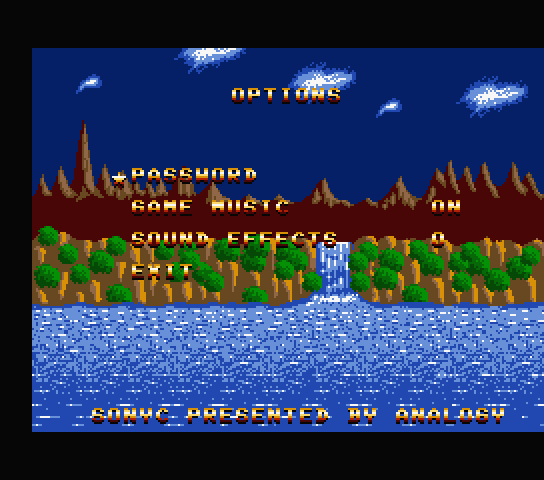 OPTIONS
PASSWORD
GAME MUSIC ON
SOUND EFFECTS 0
EXIT
SONYC PRESENTED BY ANALOGY